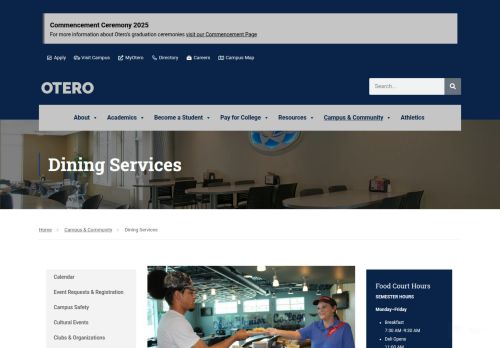 Commencement Ceremony 2025
For more information about Otero's graduation ceremonies visit our Commencement Page
Apply Visit Campus MyOtero Directory Careers Campus Map
OTERO
Search...
About Academics Become a Student Pay for College Resources Campus & Community Athletics
Dining Services
Home Campus & Community Dining Services
Calendar
Event Requests & Registration
Campus Safety
Cultural Events
Clubs & Organizations
Food Court Hours
SEMESTER HOURS
Monday–Friday
Breakfast
7:30 AM -9:30 AM
Deli Opens
11:00 AM